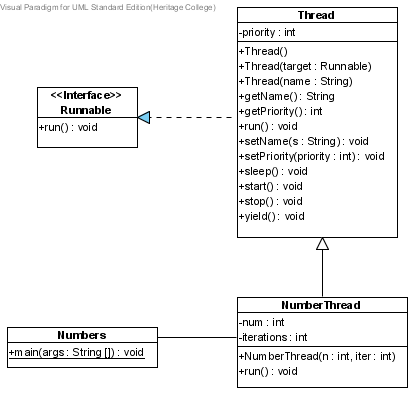 Visual Paradigm for UML Standard Edition(Heritage College)
Thread
-priority : int
+Thread()
+Thread(target : Runnable)
+Thread(name : String)
+getName() : String
+getPriority() : int
+run() : void
+setName(s : String) : void
+setPriority(priority : int) : void
+sleep() : void
+start() : void
+stop() : void
+yield() : void
<<Interface>>
Runnable
+run() : void
NumberThread
-num : int
-iterations : int
+NumberThread(n : int, iter : int)
+run() : void
Numbers
+main(args : String []) : void